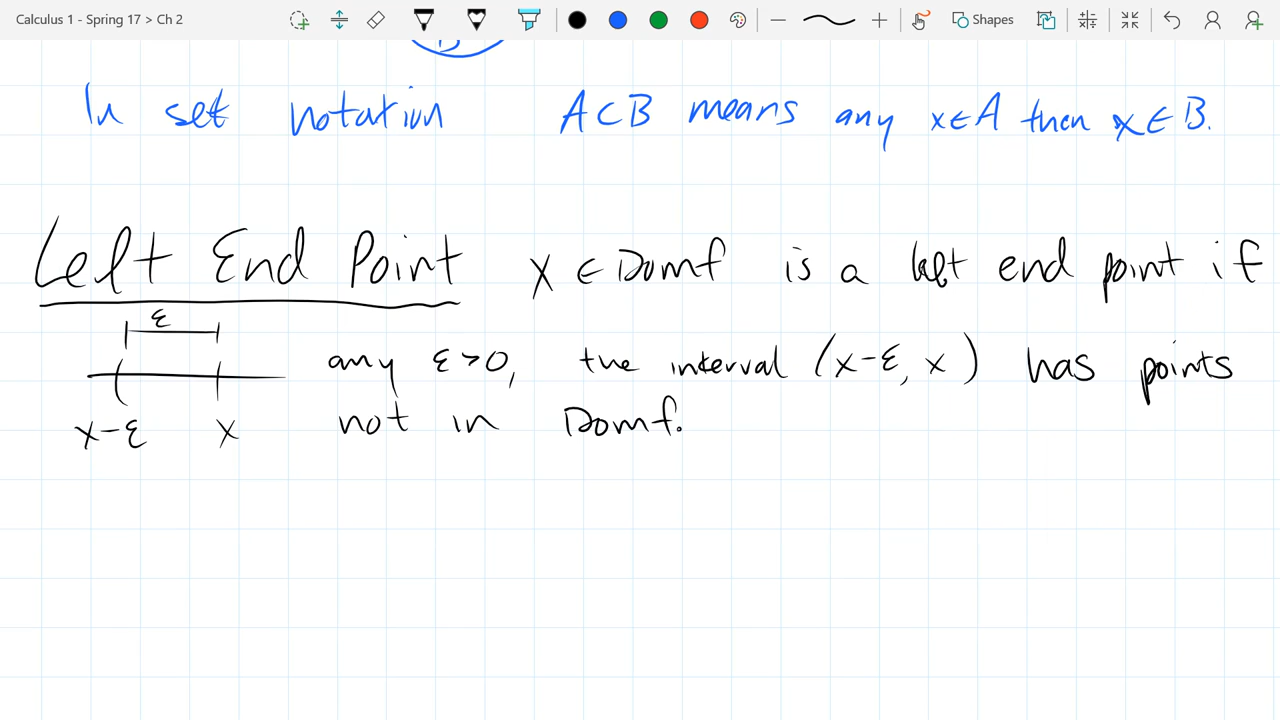 Calculus 1 - Spring 17 > Ch 2
Shapes
B
In set notation A⊂B means any x∈A then x∈B.
Left End Point x ∈ Domf is a left end point if
ε
any ε>0, the interval (x-ε, x) has points
x-ε x not in Domf.